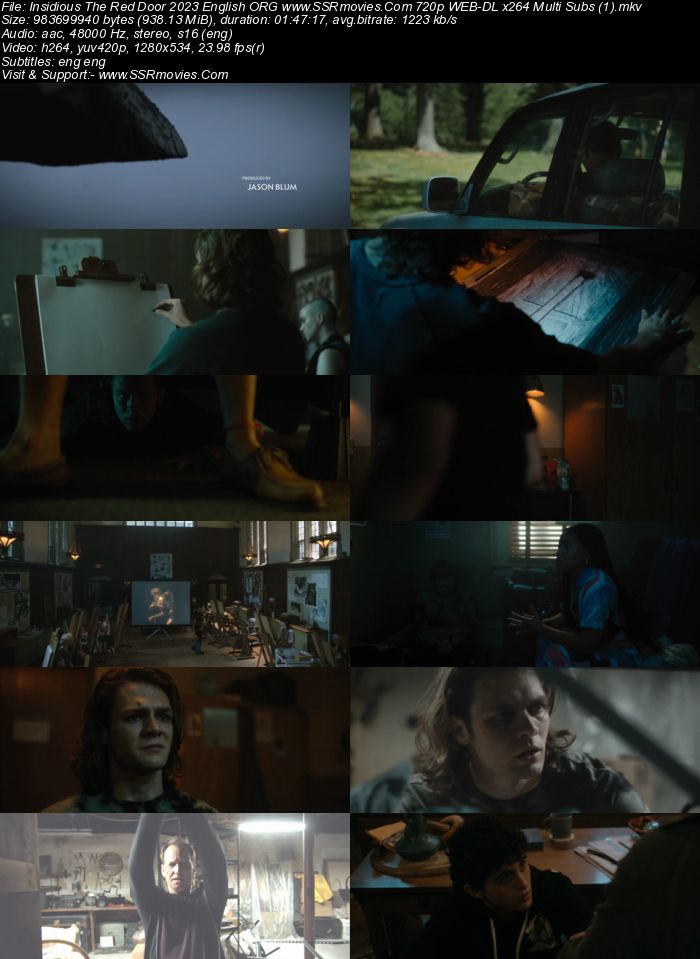 File: Insidious The Red Door 2023 English ORG www.SSRmovies.Com 720p WEB-DL x264 Multi Subs (1).mkv
Size: 983699940 bytes (938.13 MiB), duration: 01:47:17, avg.bitrate: 1223 kb/s
Audio: aac, 48000 Hz, stereo, s16 (eng)
Video: h264, yuv420p, 1280x534, 23.98 fps(r)
Subtitles: eng eng
Visit & Support:- www.SSRmovies.Com
PRODUCED BY
JASON BLUM